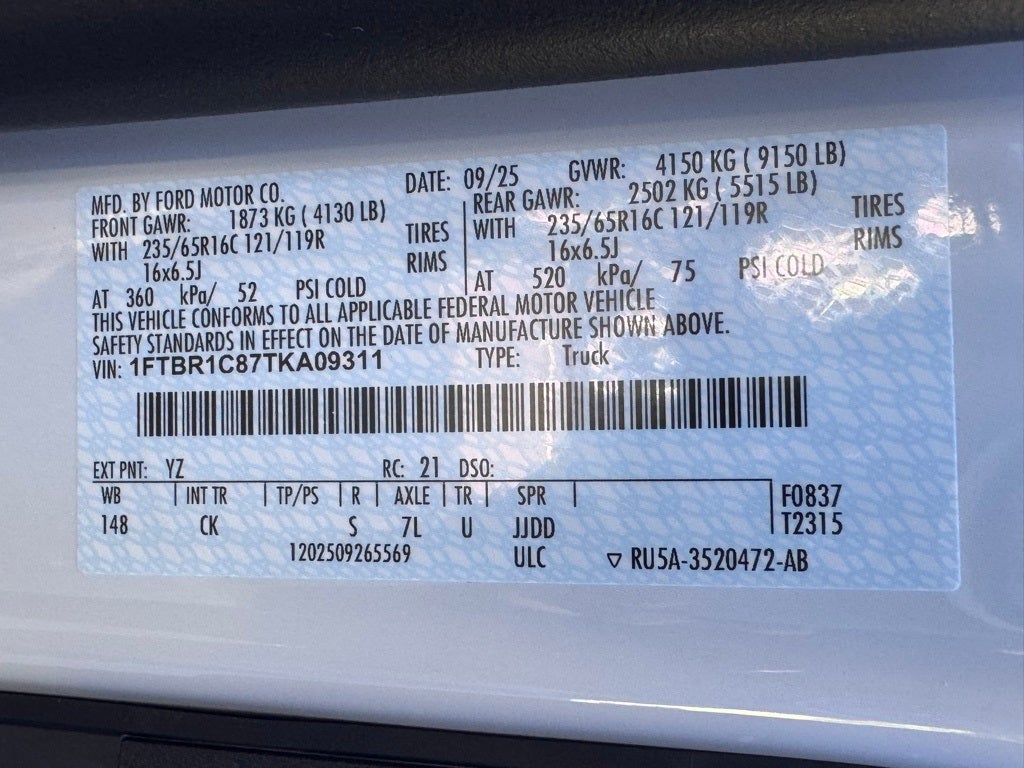 MFD. BY FORD MOTOR CO. DATE: 09/25 GVWR: 4150 KG ( 9150 LB)
FRONT GAWR: 1873 KG ( 4130 LB) REAR GAWR: 2502 KG ( 5515 LB)
WITH 235/65R16C 121/119R TIRES WITH 235/65R16C 121/119R TIRES
16x6.5J RIMS 16x6.5J RIMS
AT 360 kPa/ 52 PSI COLD AT 520 kPa/ 75 PSI COLD
THIS VEHICLE CONFORMS TO ALL APPLICABLE FEDERAL MOTOR VEHICLE
SAFETY STANDARDS IN EFFECT ON THE DATE OF MANUFACTURE SHOWN ABOVE.
VIN: 1FTBR1C87TKA09311 TYPE: Truck
EXT PNT: YZ RC: 21 DSO:
WB INT TR TP/PS R AXLE TR SPR F0837
148 CK S 7L U JJDD T2315
1202509265569 ULC ▽ RU5A-3520472-AB